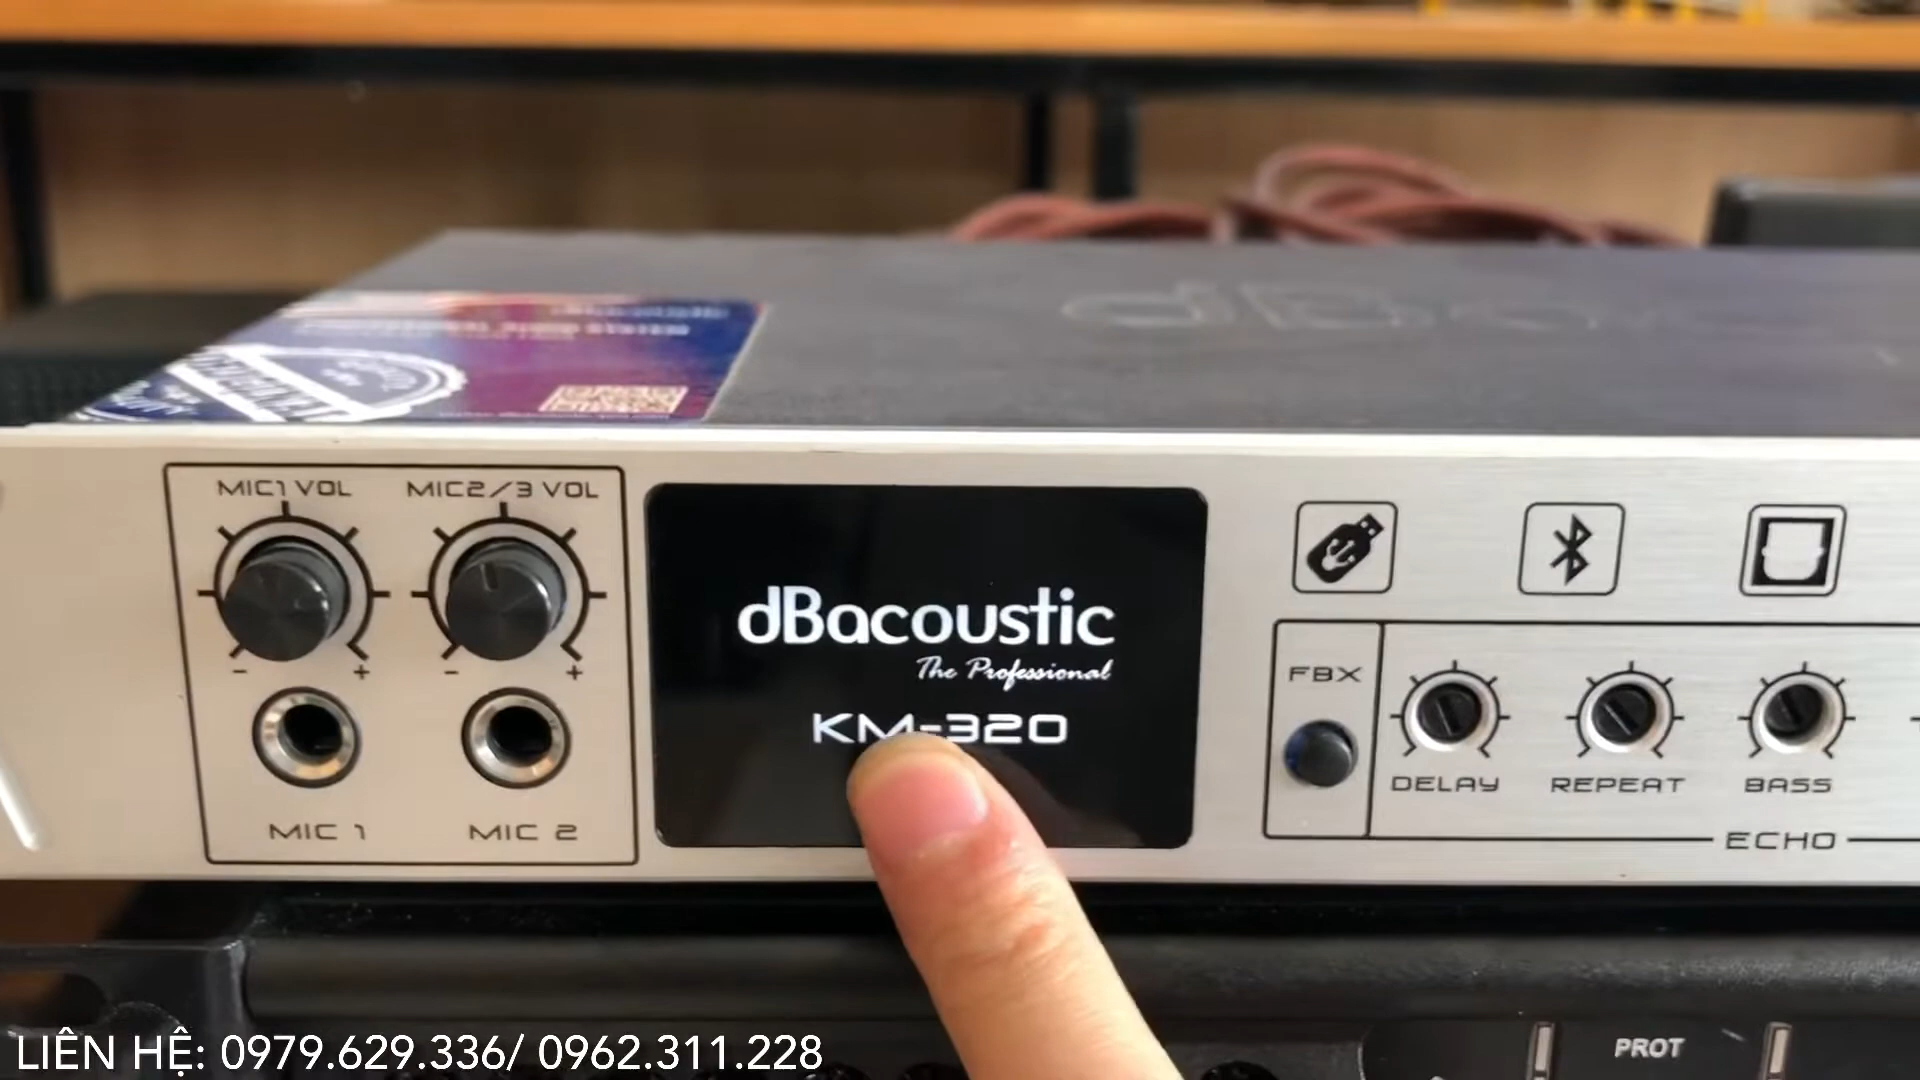 dBac
MIC1 VOL
MIC2/3 VOL
dBacoustic
The Professional
KM-320
FBX
DELAY
REPEAT
BASS
ECHO
- +
- +
MIC 1
MIC 2
PROT
LIÊN HỆ: 0979.629.336/ 0962.311.228